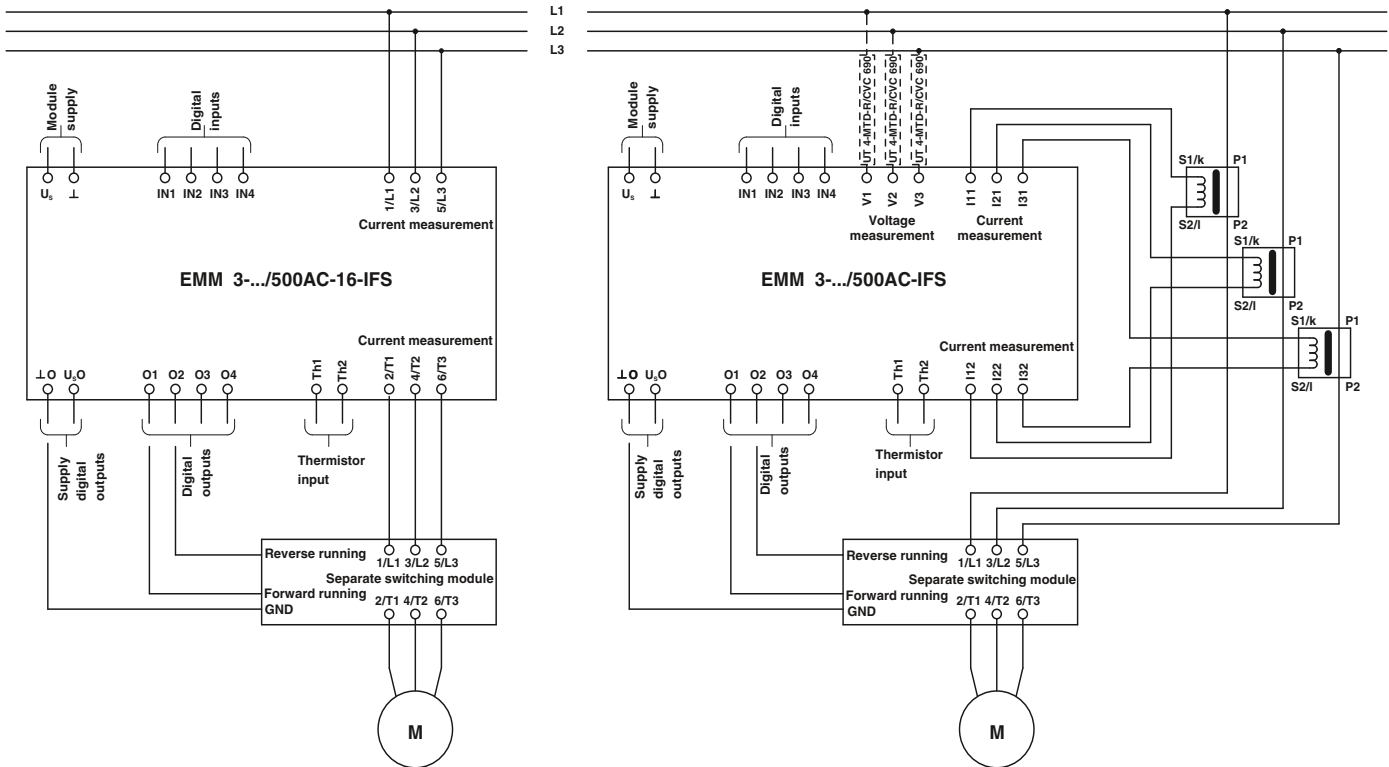 L1
L2
L3
Module
supply
Digital
inputs
Us
⊥
IN1
IN2
IN3
IN4
1/L1
3/L2
5/L3
Current measurement
EMM 3-.../500AC-16-IFS
Current measurement
⊥O
UsO
O1
O2
O3
O4
Th1
Th2
2/T1
4/T2
6/T3
Supply
digital
outputs
Digital
outputs
Thermistor
input
Reverse running
1/L1
3/L2
5/L3
Separate switching module
Forward running
GND
2/T1
4/T2
6/T3
M
Module
supply
Digital
inputs
UT 4-MTD-R/CVC 690
UT 4-MTD-R/CVC 690
UT 4-MTD-R/CVC 690
Us
⊥
IN1
IN2
IN3
IN4
V1
V2
V3
I11
I21
I31
Voltage
measurement
Current
measurement
EMM 3-.../500AC-IFS
Current measurement
⊥O
UsO
O1
O2
O3
O4
Th1
Th2
I12
I22
I32
S1/k
P1
S2/l
P2
S1/k
P1
S2/l
P2
S1/k
P1
S2/l
P2
Supply
digital
outputs
Digital
outputs
Thermistor
input
Reverse running
1/L1
3/L2
5/L3
Separate switching module
Forward running
GND
2/T1
4/T2
6/T3
M